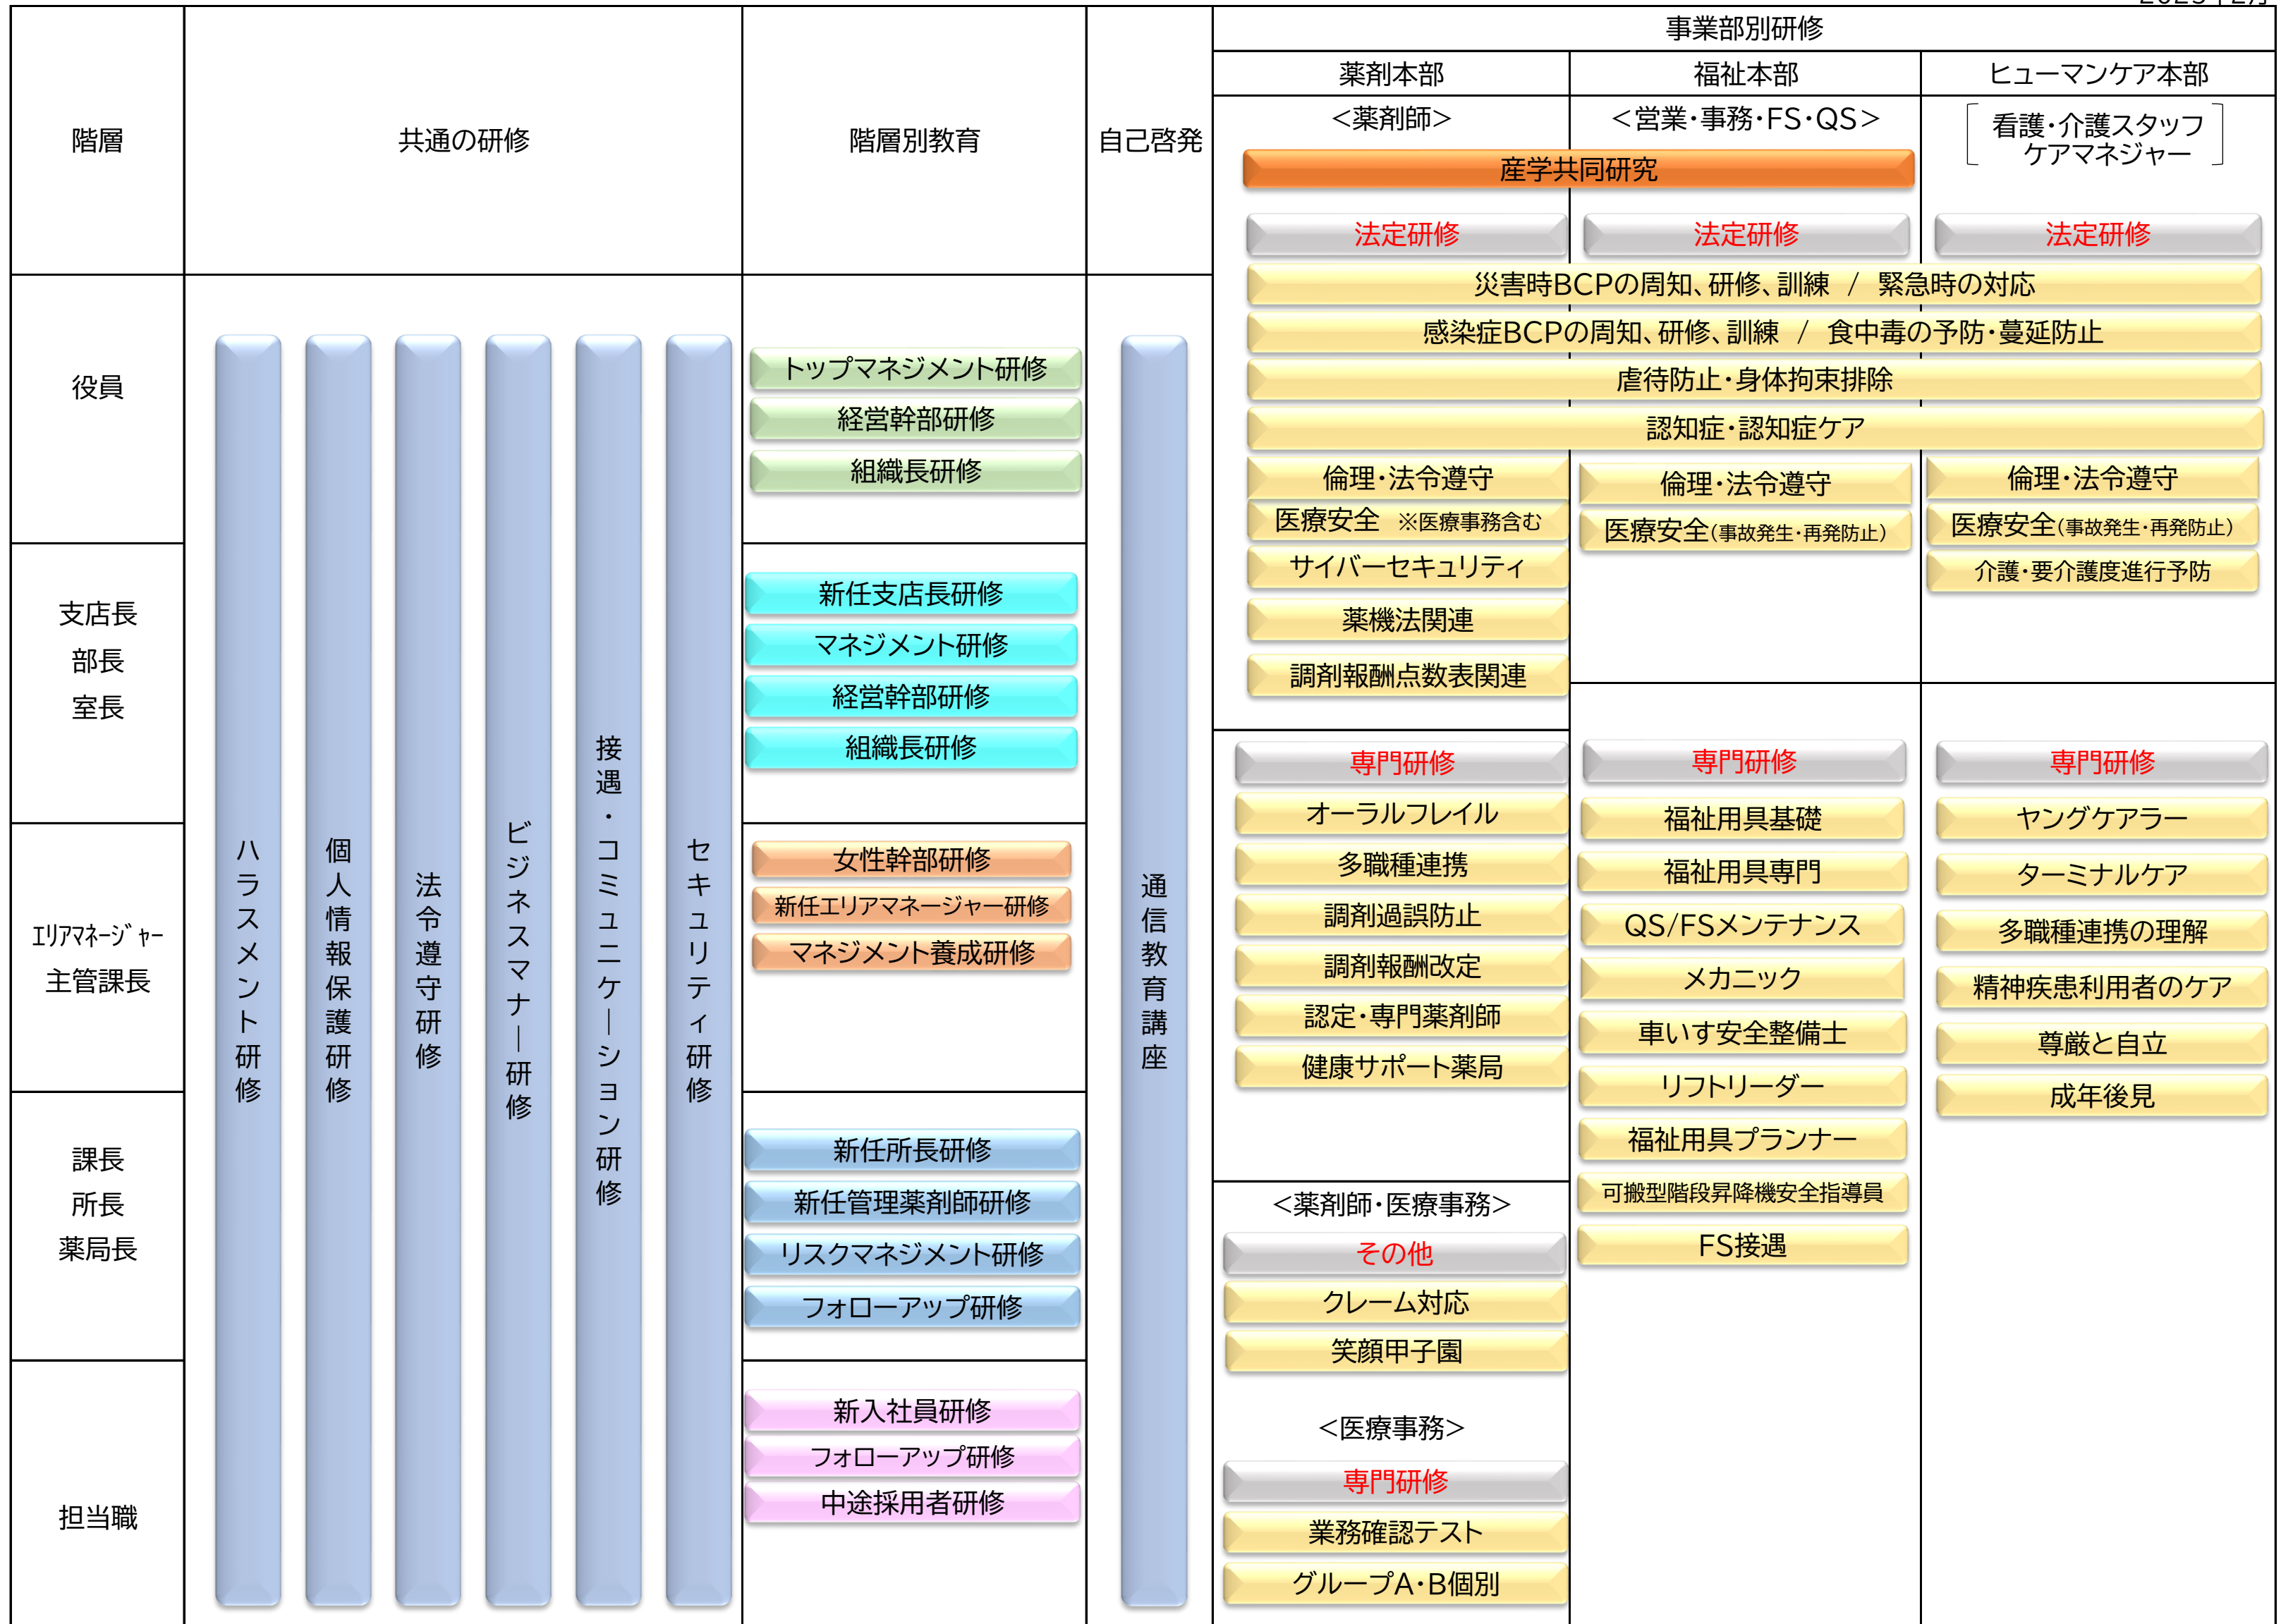 事業部別研修
階層
共通の研修
階層別教育
自己啓発
薬剤本部
福祉本部
ヒューマンケア本部
<薬剤師>
<営業・事務・FS・QS>
看護・介護スタッフ
ケアマネジャー
産学共同研究
法定研修
法定研修
法定研修
災害時BCPの周知、研修、訓練 / 緊急時の対応
感染症BCPの周知、研修、訓練 / 食中毒の予防・蔓延防止
虐待防止・身体拘束排除
認知症・認知症ケア
倫理・法令遵守
医療安全 ※医療事務含む
サイバーセキュリティ
薬機法関連
調剤報酬点数表関連
倫理・法令遵守
医療安全(事故発生・再発防止)
倫理・法令遵守
医療安全(事故発生・再発防止)
介護・要介護度進行予防
役員
支店長
部長
室長
エリアマネージャー
主管課長
課長
所長
薬局長
担当職
ハラスメント研修
個人情報保護研修
法令遵守研修
ビジネスマナー研修
接遇・コミュニケーション研修
セキュリティ研修
トップマネジメント研修
経営幹部研修
組織長研修
新任支店長研修
マネジメント研修
経営幹部研修
組織長研修
女性幹部研修
新任エリアマネージャー研修
マネジメント養成研修
新任所長研修
新任管理薬剤師研修
リスクマネジメント研修
フォローアップ研修
新入社員研修
フォローアップ研修
中途採用者研修
通信教育講座
専門研修
オーラルフレイル
多職種連携
調剤過誤防止
調剤報酬改定
認定・専門薬剤師
健康サポート薬局
<薬剤師・医療事務>
その他
クレーム対応
笑顔甲子園
<医療事務>
専門研修
業務確認テスト
グループA・B個別
専門研修
福祉用具基礎
福祉用具専門
QS/FSメンテナンス
メカニック
車いす安全整備士
リフトリーダー
福祉用具プランナー
可搬型階段昇降機安全指導員
FS接遇
専門研修
ヤングケアラー
ターミナルケア
多職種連携の理解
精神疾患利用者のケア
尊厳と自立
成年後見